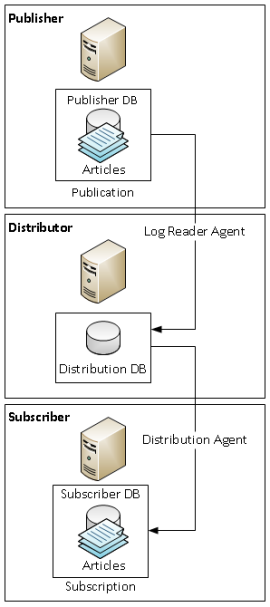 Publisher
Publisher DB
Articles
Publication
Distributor
Log Reader Agent
Distribution DB
Subscriber
Distribution Agent
Subscriber DB
Articles
Subscription